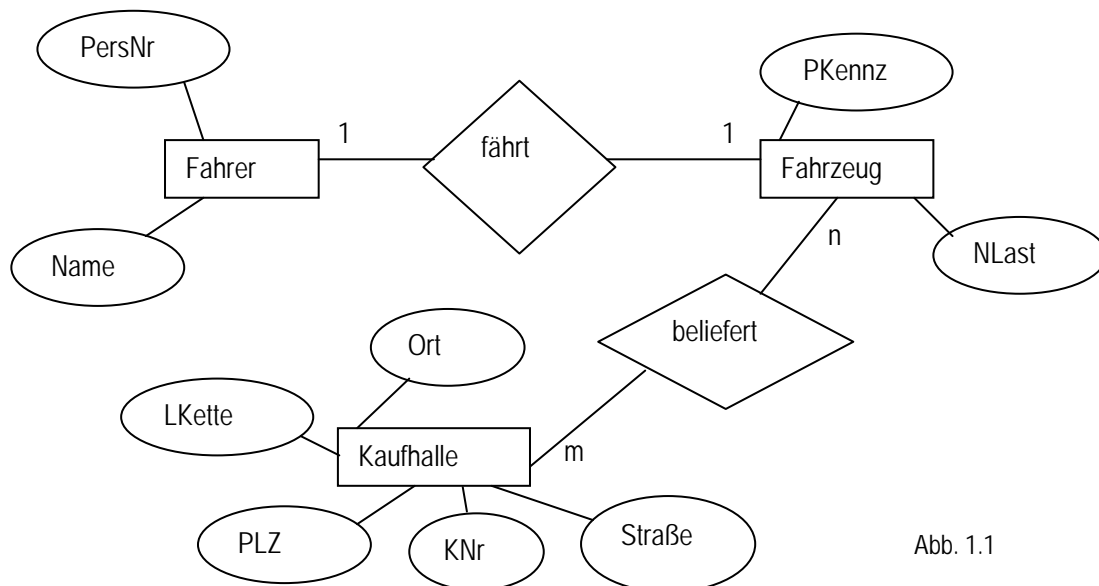 PersNr
PKennz
1
fährt
1
Fahrer
Fahrzeug
n
Name
NLast
Ort
beliefert
LKette
Kaufhalle
m
PLZ
KNr
Straße
Abb. 1.1